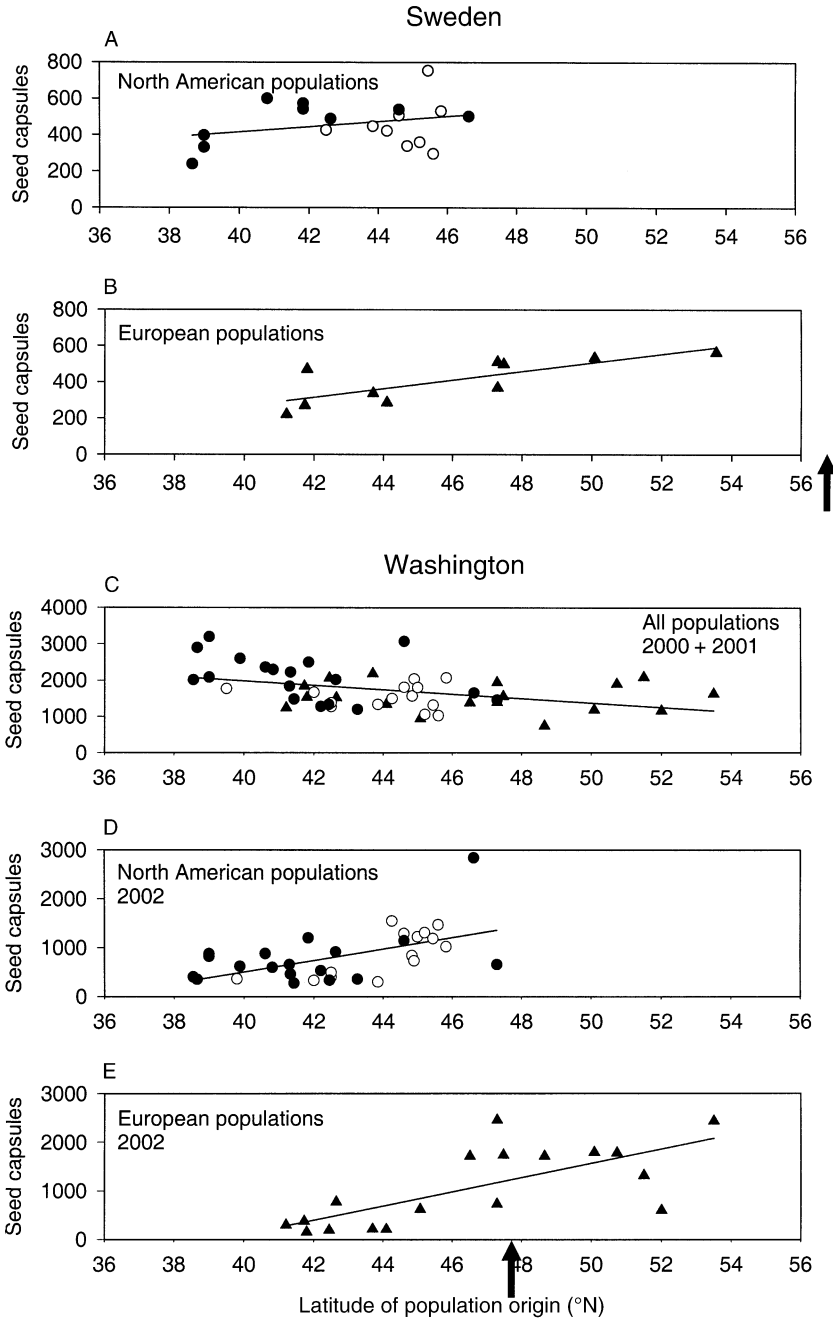 Sweden
A
800
600
400
200
0
Seed capsules
North American populations
36 38 40 42 44 46 48 50 52 54 56
B
800
600
400
200
0
Seed capsules
European populations
36 38 40 42 44 46 48 50 52 54 56
Washington
C
4000
3000
2000
1000
0
Seed capsules
All populations
2000 + 2001
36 38 40 42 44 46 48 50 52 54 56
D
3000
2000
1000
0
Seed capsules
North American populations
2002
36 38 40 42 44 46 48 50 52 54 56
E
3000
2000
1000
0
Seed capsules
European populations
2002
36 38 40 42 44 46 48 50 52 54 56
Latitude of population origin (°N)